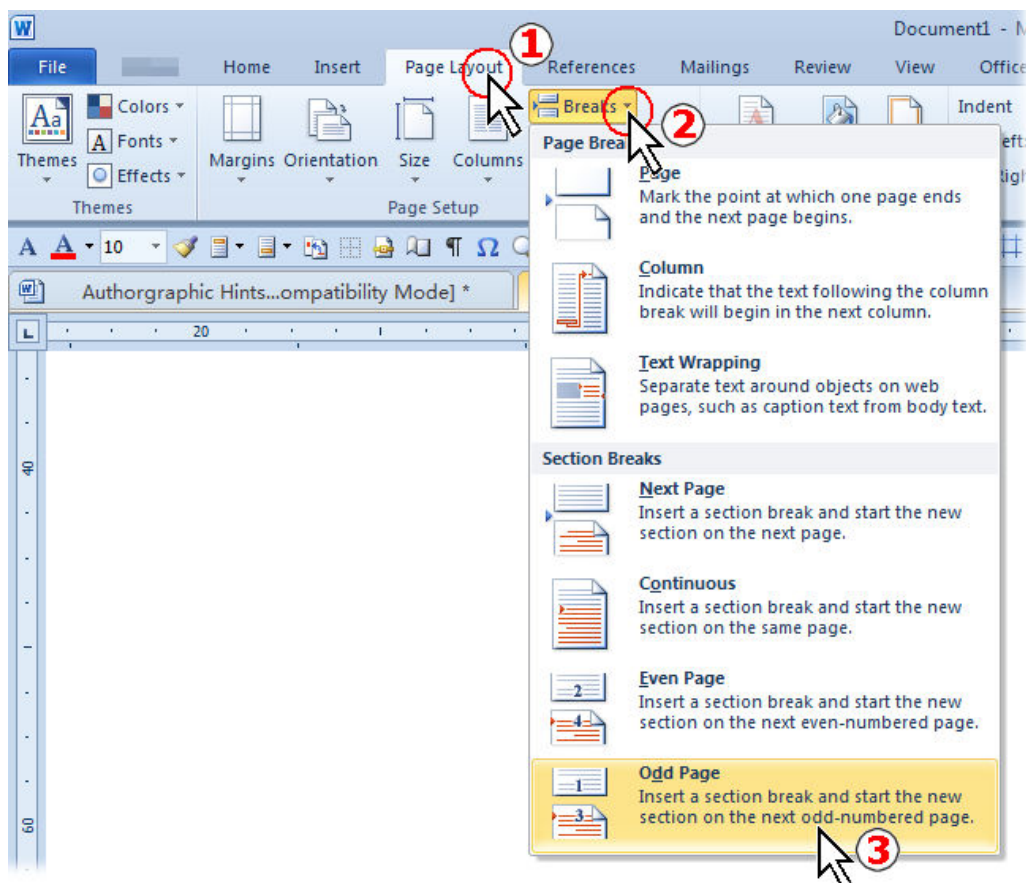 W
Document1 -
File
Home
Insert
Page Layout
References
Mailings
Review
View
Office
1
Aa
Colors
A Fonts
Effects
Themes
Margins
Orientation
Size
Columns
Breaks
2
Indent
Themes
Page Setup
A A 10 ¶ Ω
W Authorgraphic Hints...ompatibility Mode] *
L
20
40
60
Page
Mark the point at which one page ends
and the next page begins.
Column
Indicate that the text following the column
break will begin in the next column.
Text Wrapping
Separate text around objects on web
pages, such as caption text from body text.
Section Breaks
Next Page
Insert a section break and start the new
section on the next page.
Continuous
Insert a section break and start the new
section on the same page.
2
4
Even Page
Insert a section break and start the new
section on the next even-numbered page.
1
3
Odd Page
Insert a section break and start the new
section on the next odd-numbered page.
3